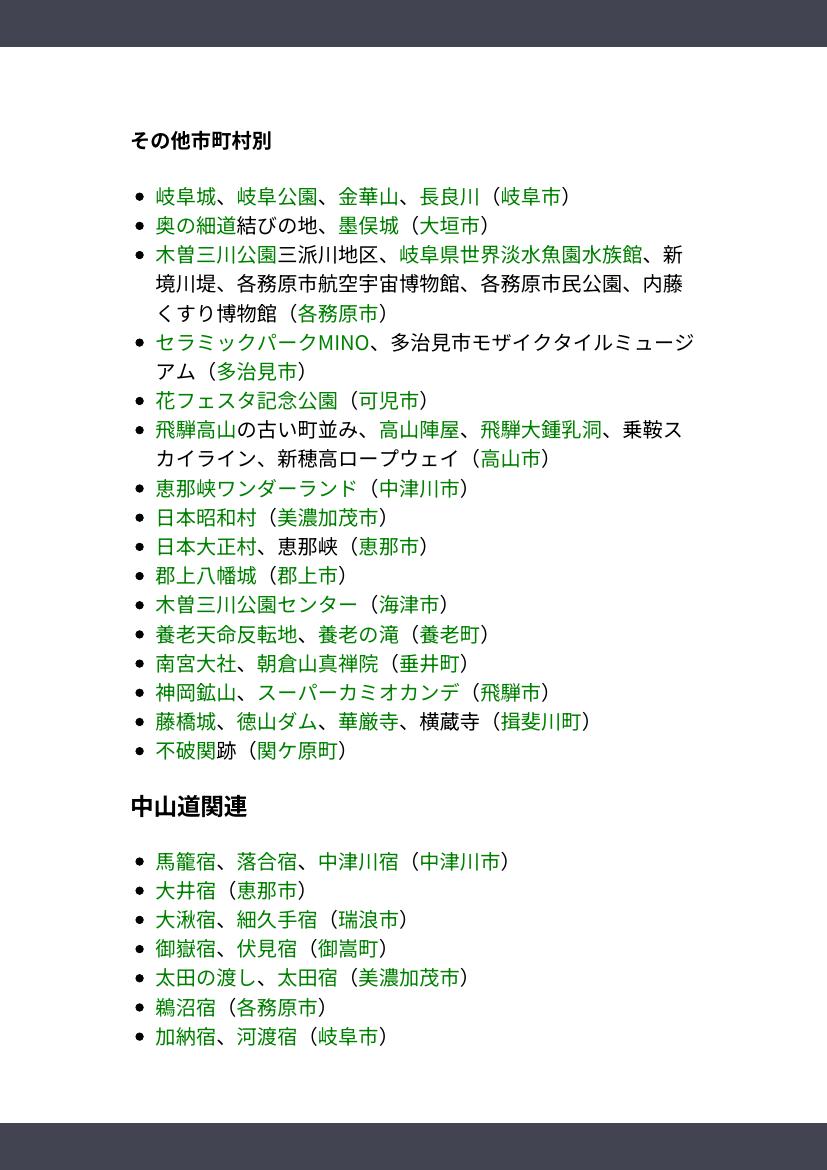 その他市町村別
岐阜城、岐阜公園、金華山、長良川（岐阜市）
奥の細道結びの地、墨俣城（大垣市）
木曽三川公園三派川地区、岐阜県世界淡水魚園水族館、新
境川堤、各務原市航空宇宙博物館、各務原市民公園、内藤
くすり博物館（各務原市）
セラミックパークMINO、多治見市モザイクタイルミュージ
アム（多治見市）
花フェスタ記念公園（可児市）
飛騨高山の古い町並み、高山陣屋、飛騨大鍾乳洞、乗鞍ス
カイライン、新穂高ロープウェイ（高山市）
恵那峡ワンダーランド（中津川市）
日本昭和村（美濃加茂市）
日本大正村、恵那峡（恵那市）
郡上八幡城（郡上市）
木曽三川公園センター（海津市）
養老天命反転地、養老の滝（養老町）
南宮大社、朝倉山真禅院（垂井町）
神岡鉱山、スーパーカミオカンデ（飛騨市）
藤橋城、徳山ダム、華厳寺、横蔵寺（揖斐川町）
不破関跡（関ケ原町）
中山道関連
馬籠宿、落合宿、中津川宿（中津川市）
大井宿（恵那市）
大湫宿、細久手宿（瑞浪市）
御嶽宿、伏見宿（御嵩町）
太田の渡し、太田宿（美濃加茂市）
鵜沼宿（各務原市）
加納宿、河渡宿（岐阜市）